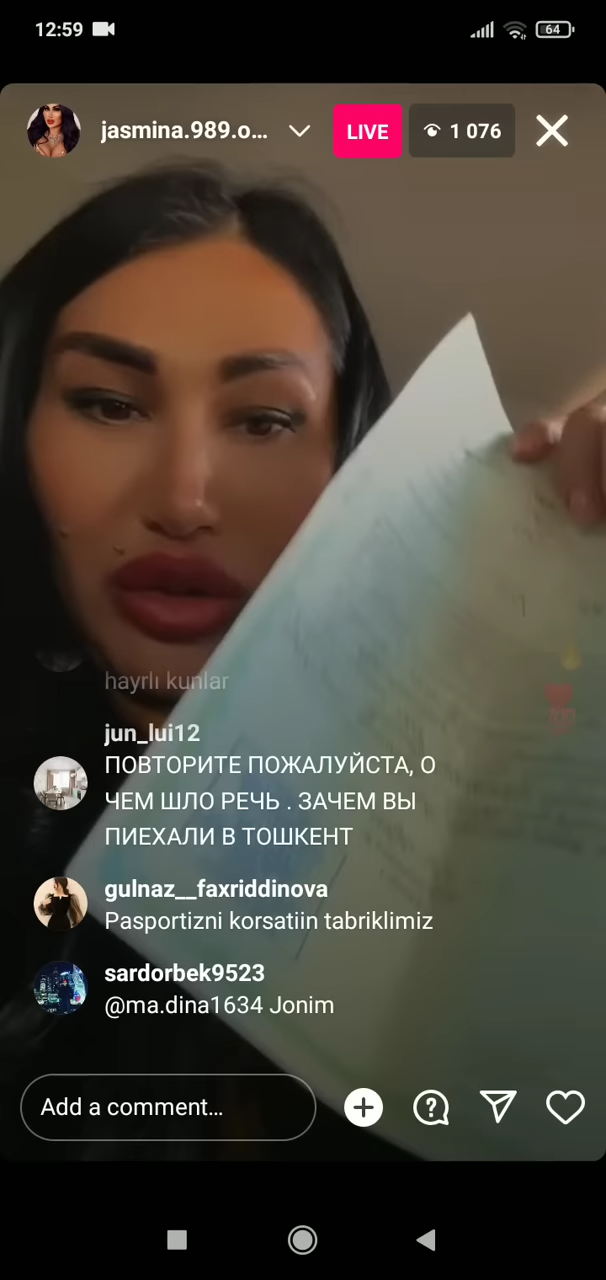 12:59
64
jasmina.989.o...
LIVE
1 076
hayrlı kunlar
jun_lui12
ПОВТОРИТЕ ПОЖАЛУЙСТА, О
ЧЕМ ШЛО РЕЧЬ . ЗАЧЕМ ВЫ
ПИЕХАЛИ В ТОШКЕНТ
gulnaz__faxriddinova
Pasportizni korsatiin tabriklimiz
sardorbek9523
@ma.dina1634 Jonim
Add a comment...